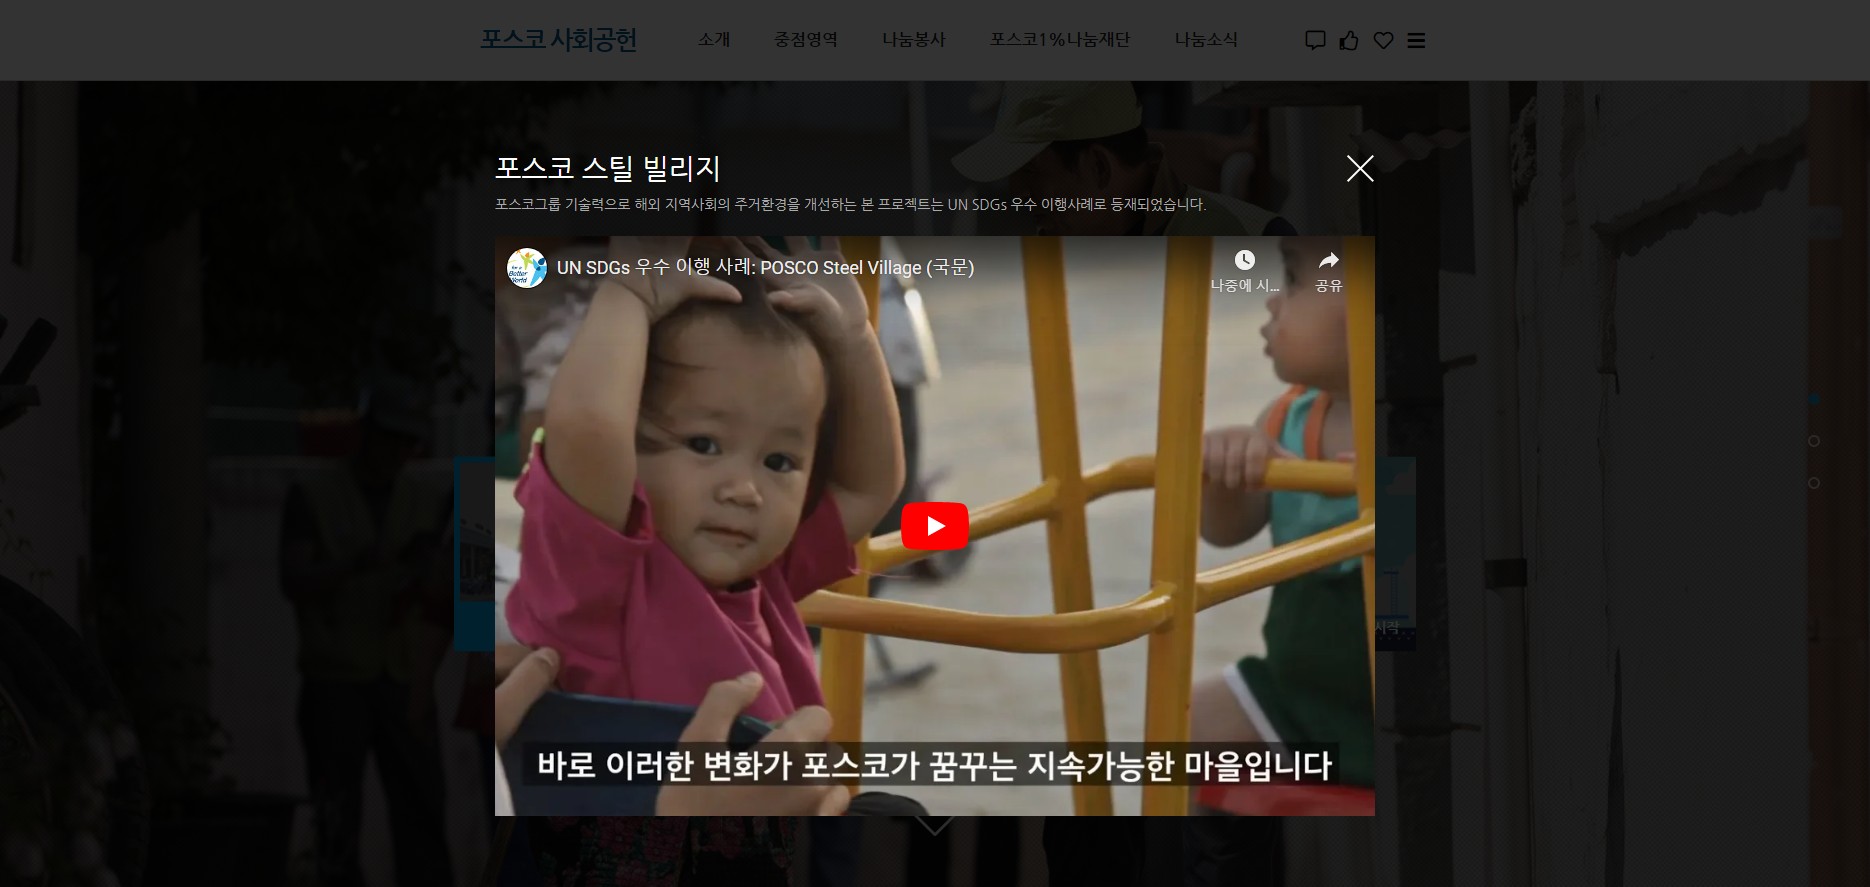 포스코 사회공헌
소개 중점영역 나눔봉사 포스코1%나눔재단 나눔소식
포스코 스틸 빌리지
포스코그룹 기술력으로 해외 지역사회의 주거환경을 개선하는 본 프로젝트는 UN SDGs 우수 이행사례로 등재되었습니다.
for a Better World
UN SDGs 우수 이행 사례: POSCO Steel Village (국문)
나중에 시...
공유
시작
바로 이러한 변화가 포스코가 꿈꾸는 지속가능한 마을입니다